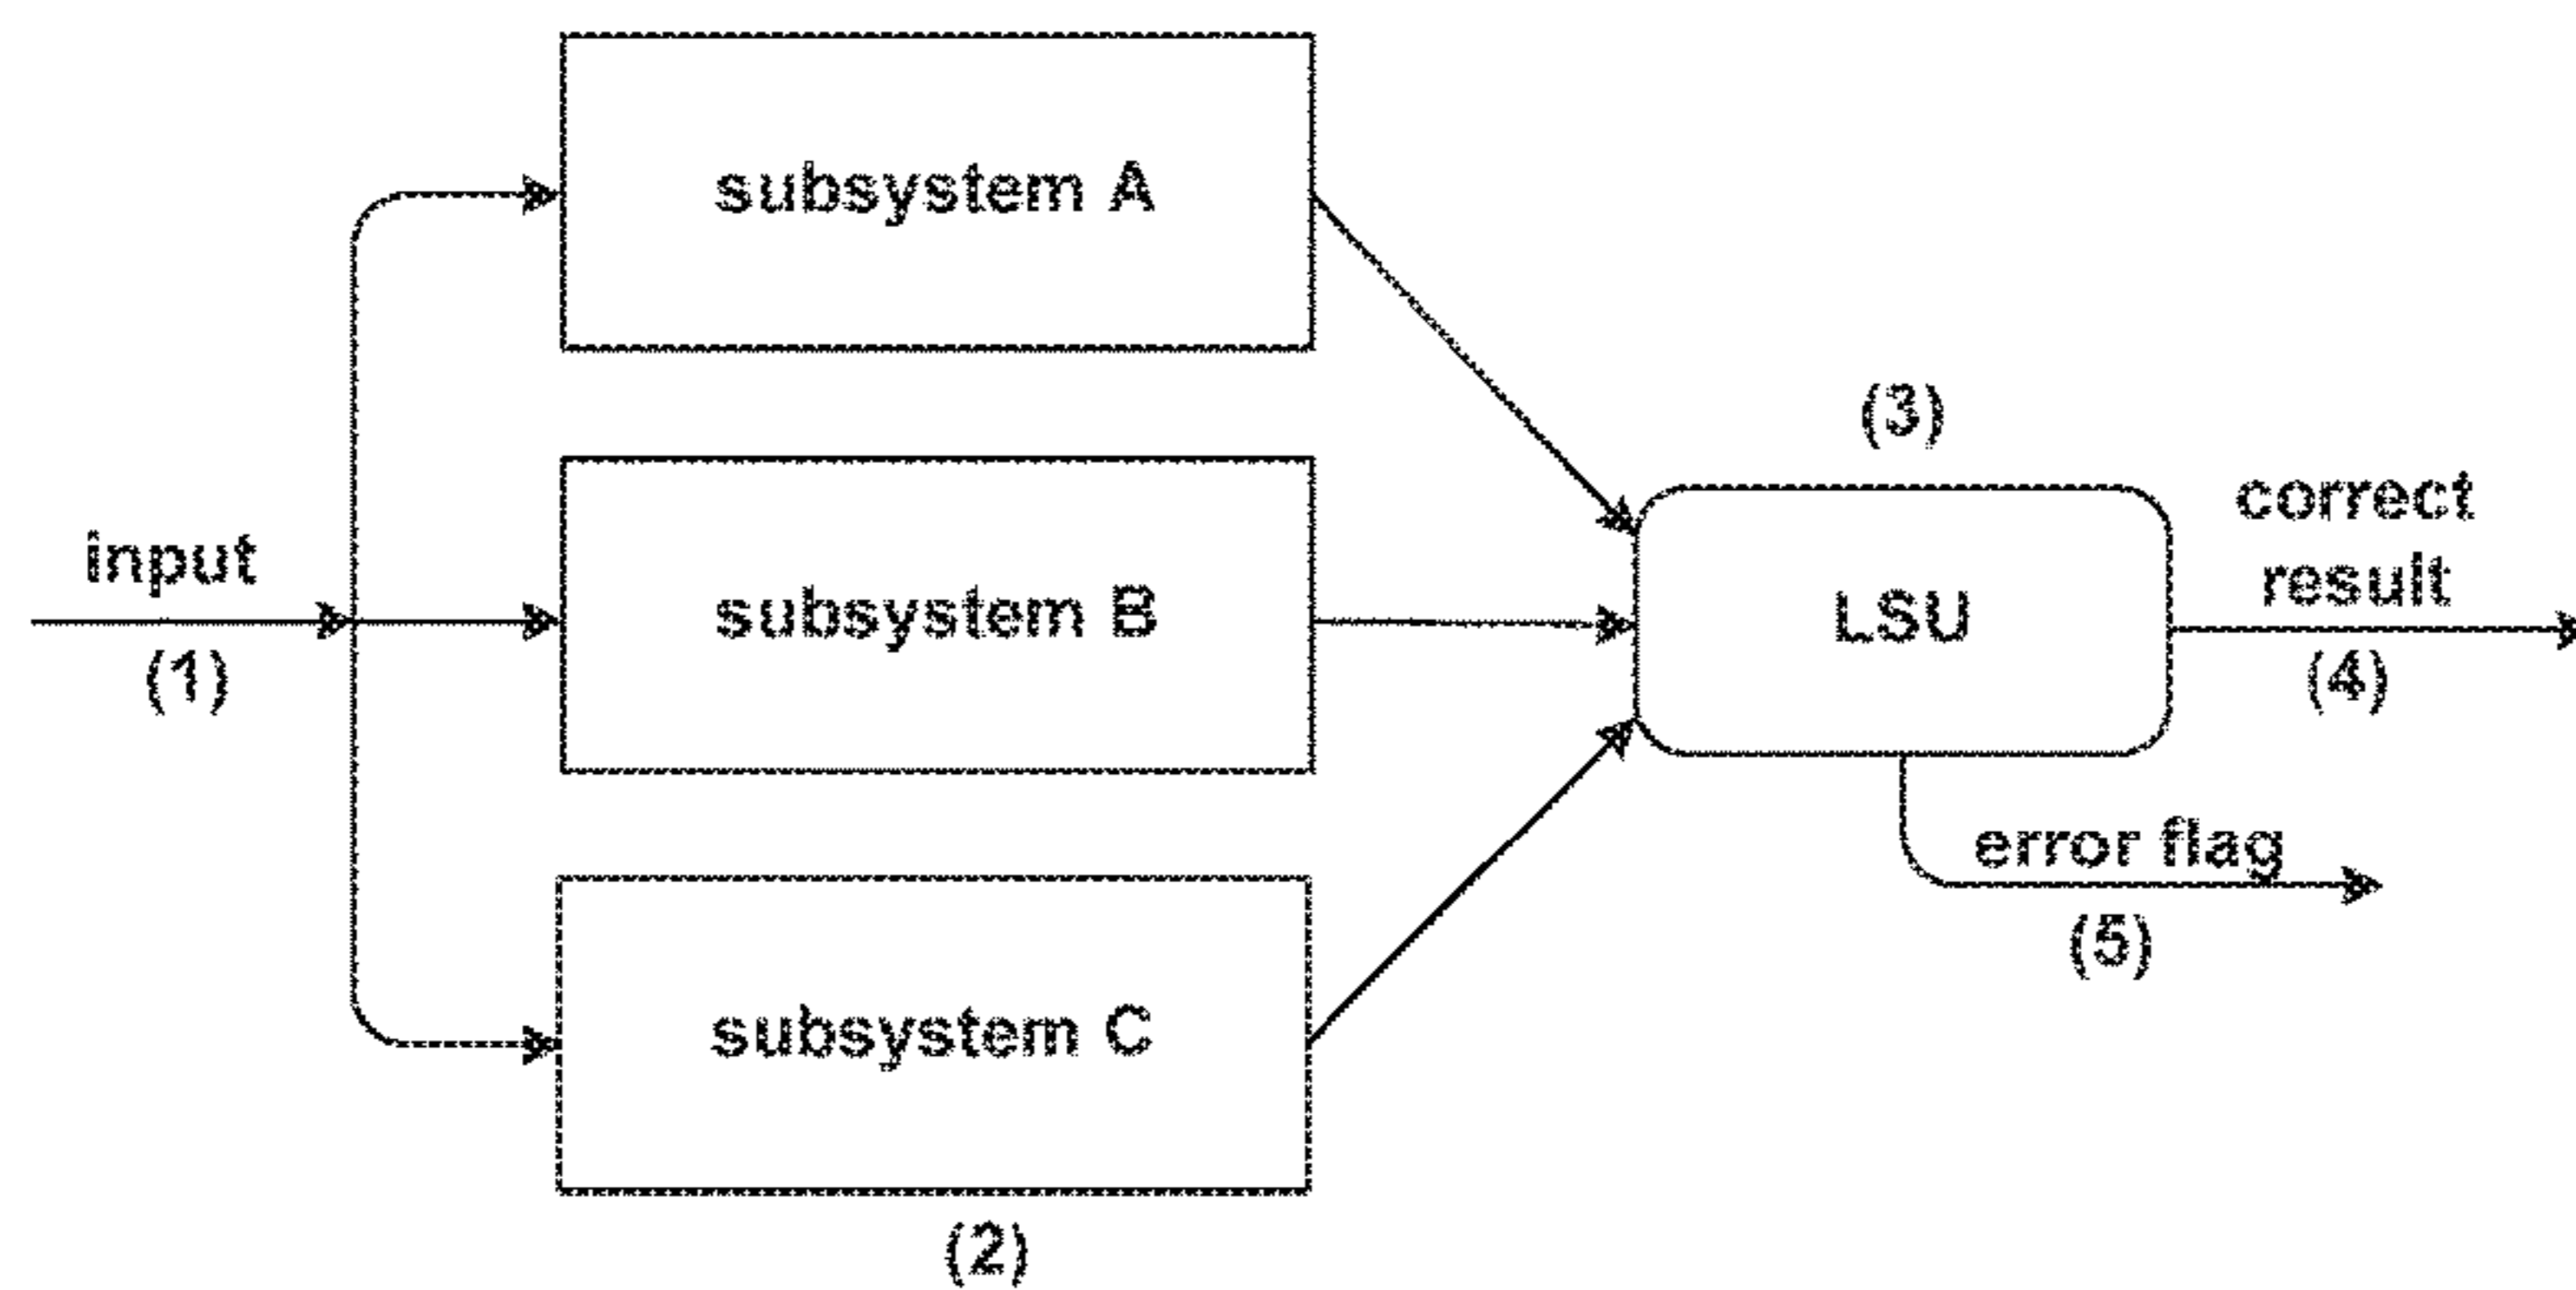 subsystem A
(3)
correct
result
input
subsystem B
LSU
(1)
(4)
error flag
(5)
subsystem C
(2)